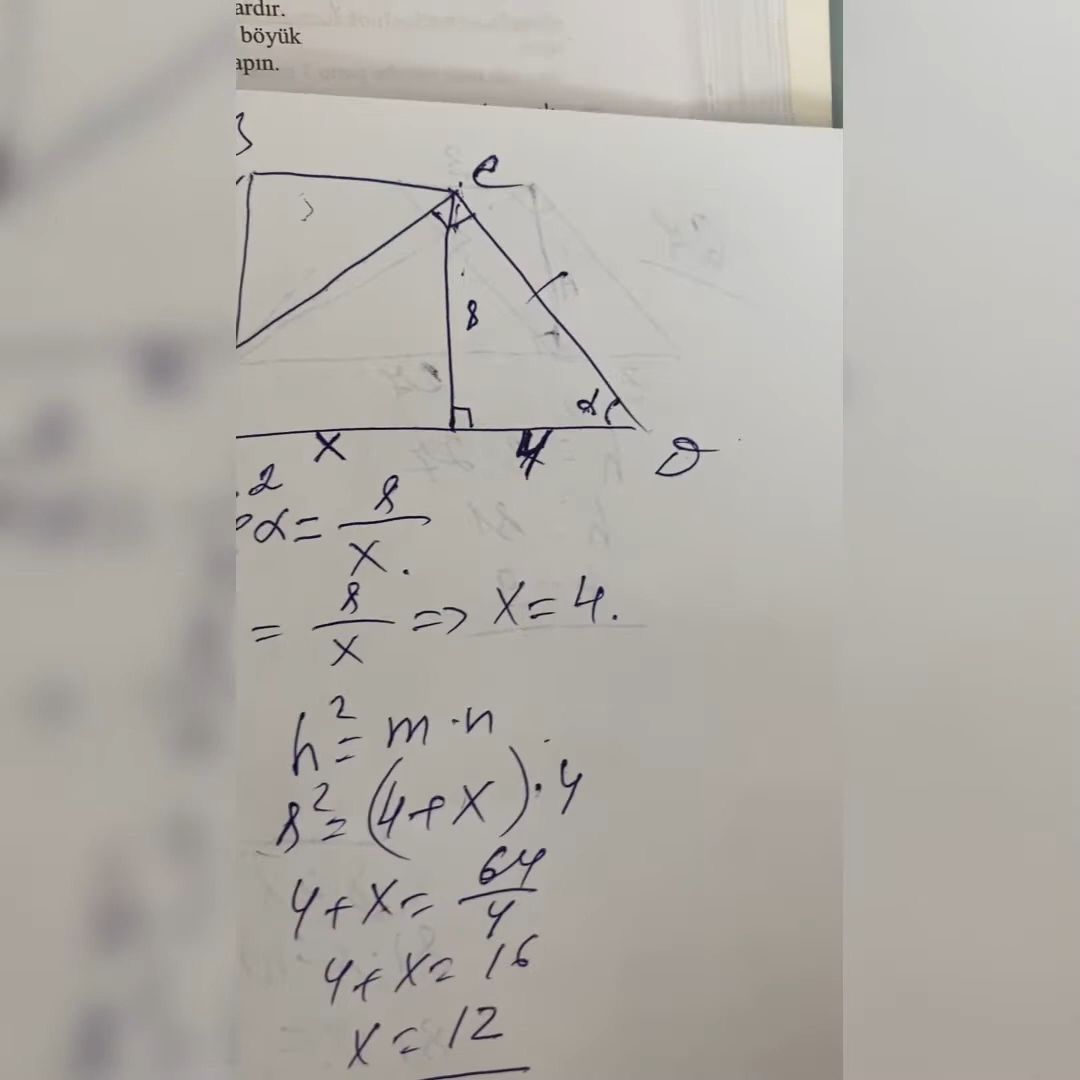 ardır.
böyük
apın.
3
e
8
α
x
4
D
.2
α = 8/x.
= 8/x => x = 4.
h² = m·n
8² = (4+x)·4
4+x = 64/4
4+x = 16
x = 12